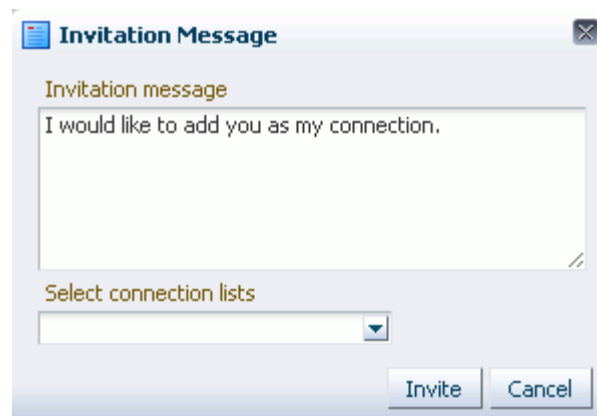 Invitation Message
Invitation message
I would like to add you as my connection.
Select connection lists
Invite
Cancel